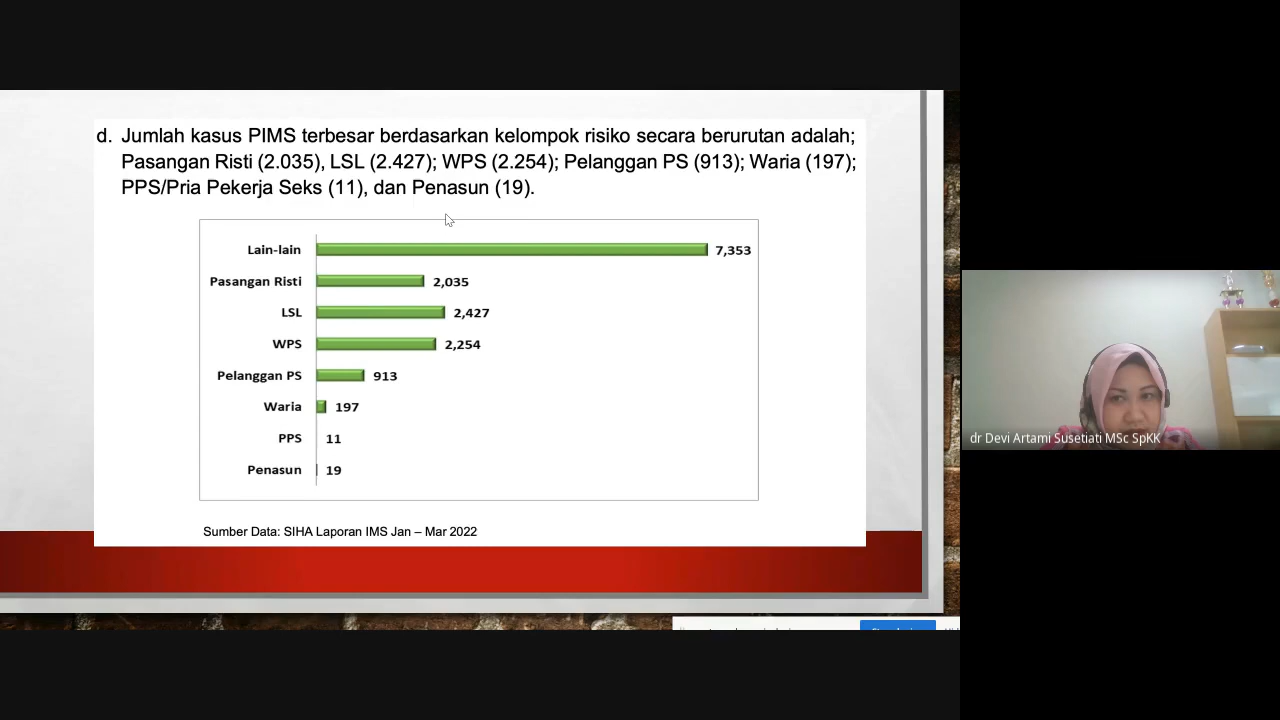 d. Jumlah kasus PIMS terbesar berdasarkan kelompok risiko secara berurutan adalah;
Pasangan Risti (2.035), LSL (2.427); WPS (2.254); Pelanggan PS (913); Waria (197);
PPS/Pria Pekerja Seks (11), dan Penasun (19).
Lain-lain 7,353
Pasangan Risti 2,035
LSL 2,427
WPS 2,254
Pelanggan PS 913
Waria 197
PPS 11
Penasun 19
Sumber Data: SIHA Laporan IMS Jan – Mar 2022
dr Devi Artami Susetiati MSc SpKK